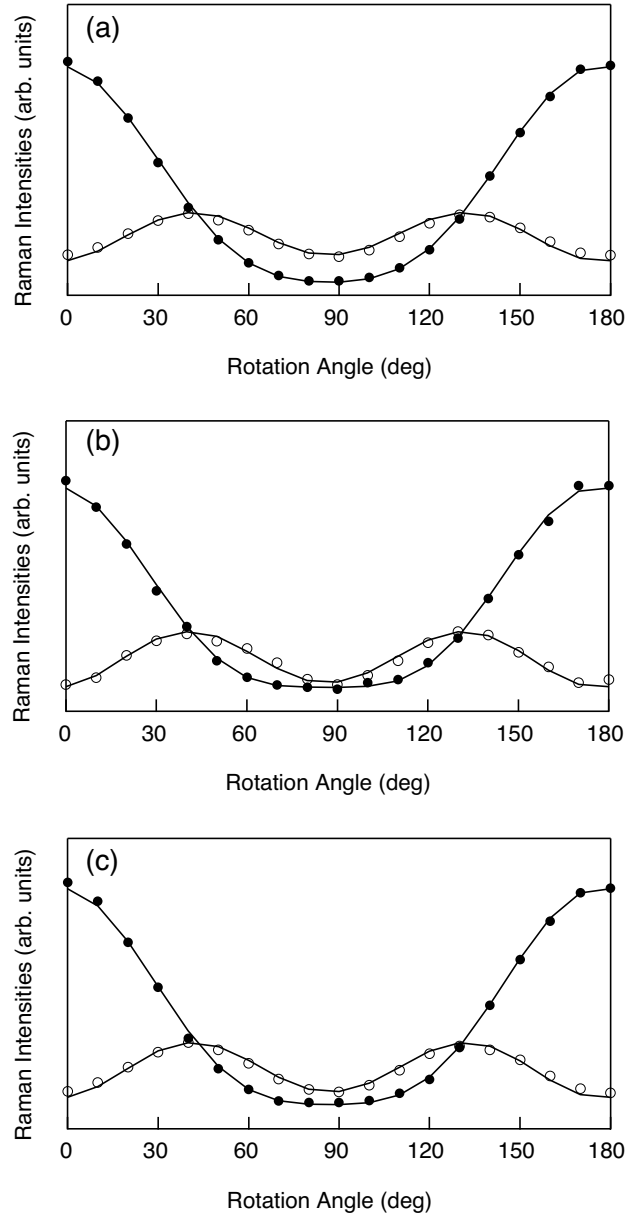 (a)
Raman Intensities (arb. units)
0 30 60 90 120 150 180
Rotation Angle (deg)
(b)
Raman Intensities (arb. units)
0 30 60 90 120 150 180
Rotation Angle (deg)
(c)
Raman Intensities (arb. units)
0 30 60 90 120 150 180
Rotation Angle (deg)